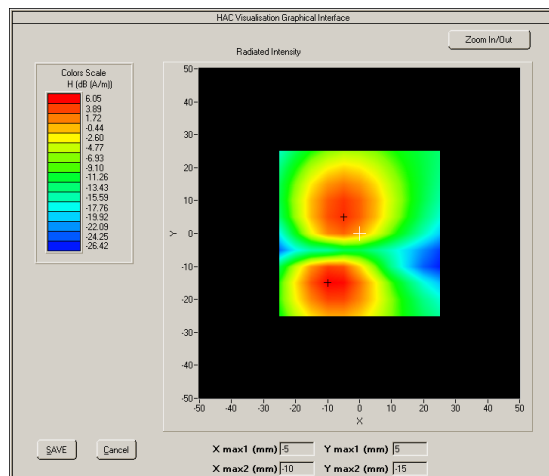 HAC Visualisation Graphical Interface
Zoom In/Out
Radiated Intensity
Colors Scale
H (dB (A/m))
6.05
3.89
1.72
-0.44
-2.60
-4.77
-6.93
-9.10
-11.26
-13.43
-15.59
-17.76
-19.92
-22.09
-24.25
-26.42
50
40
30
20
10
0
-10
-20
-30
-40
-50
Y
-50 -40 -30 -20 -10 0 10 20 30 40 50
X
SAVE Cancel
X max1 (mm) -5 Y max1 (mm) 5
X max2 (mm) -10 Y max2 (mm) -15